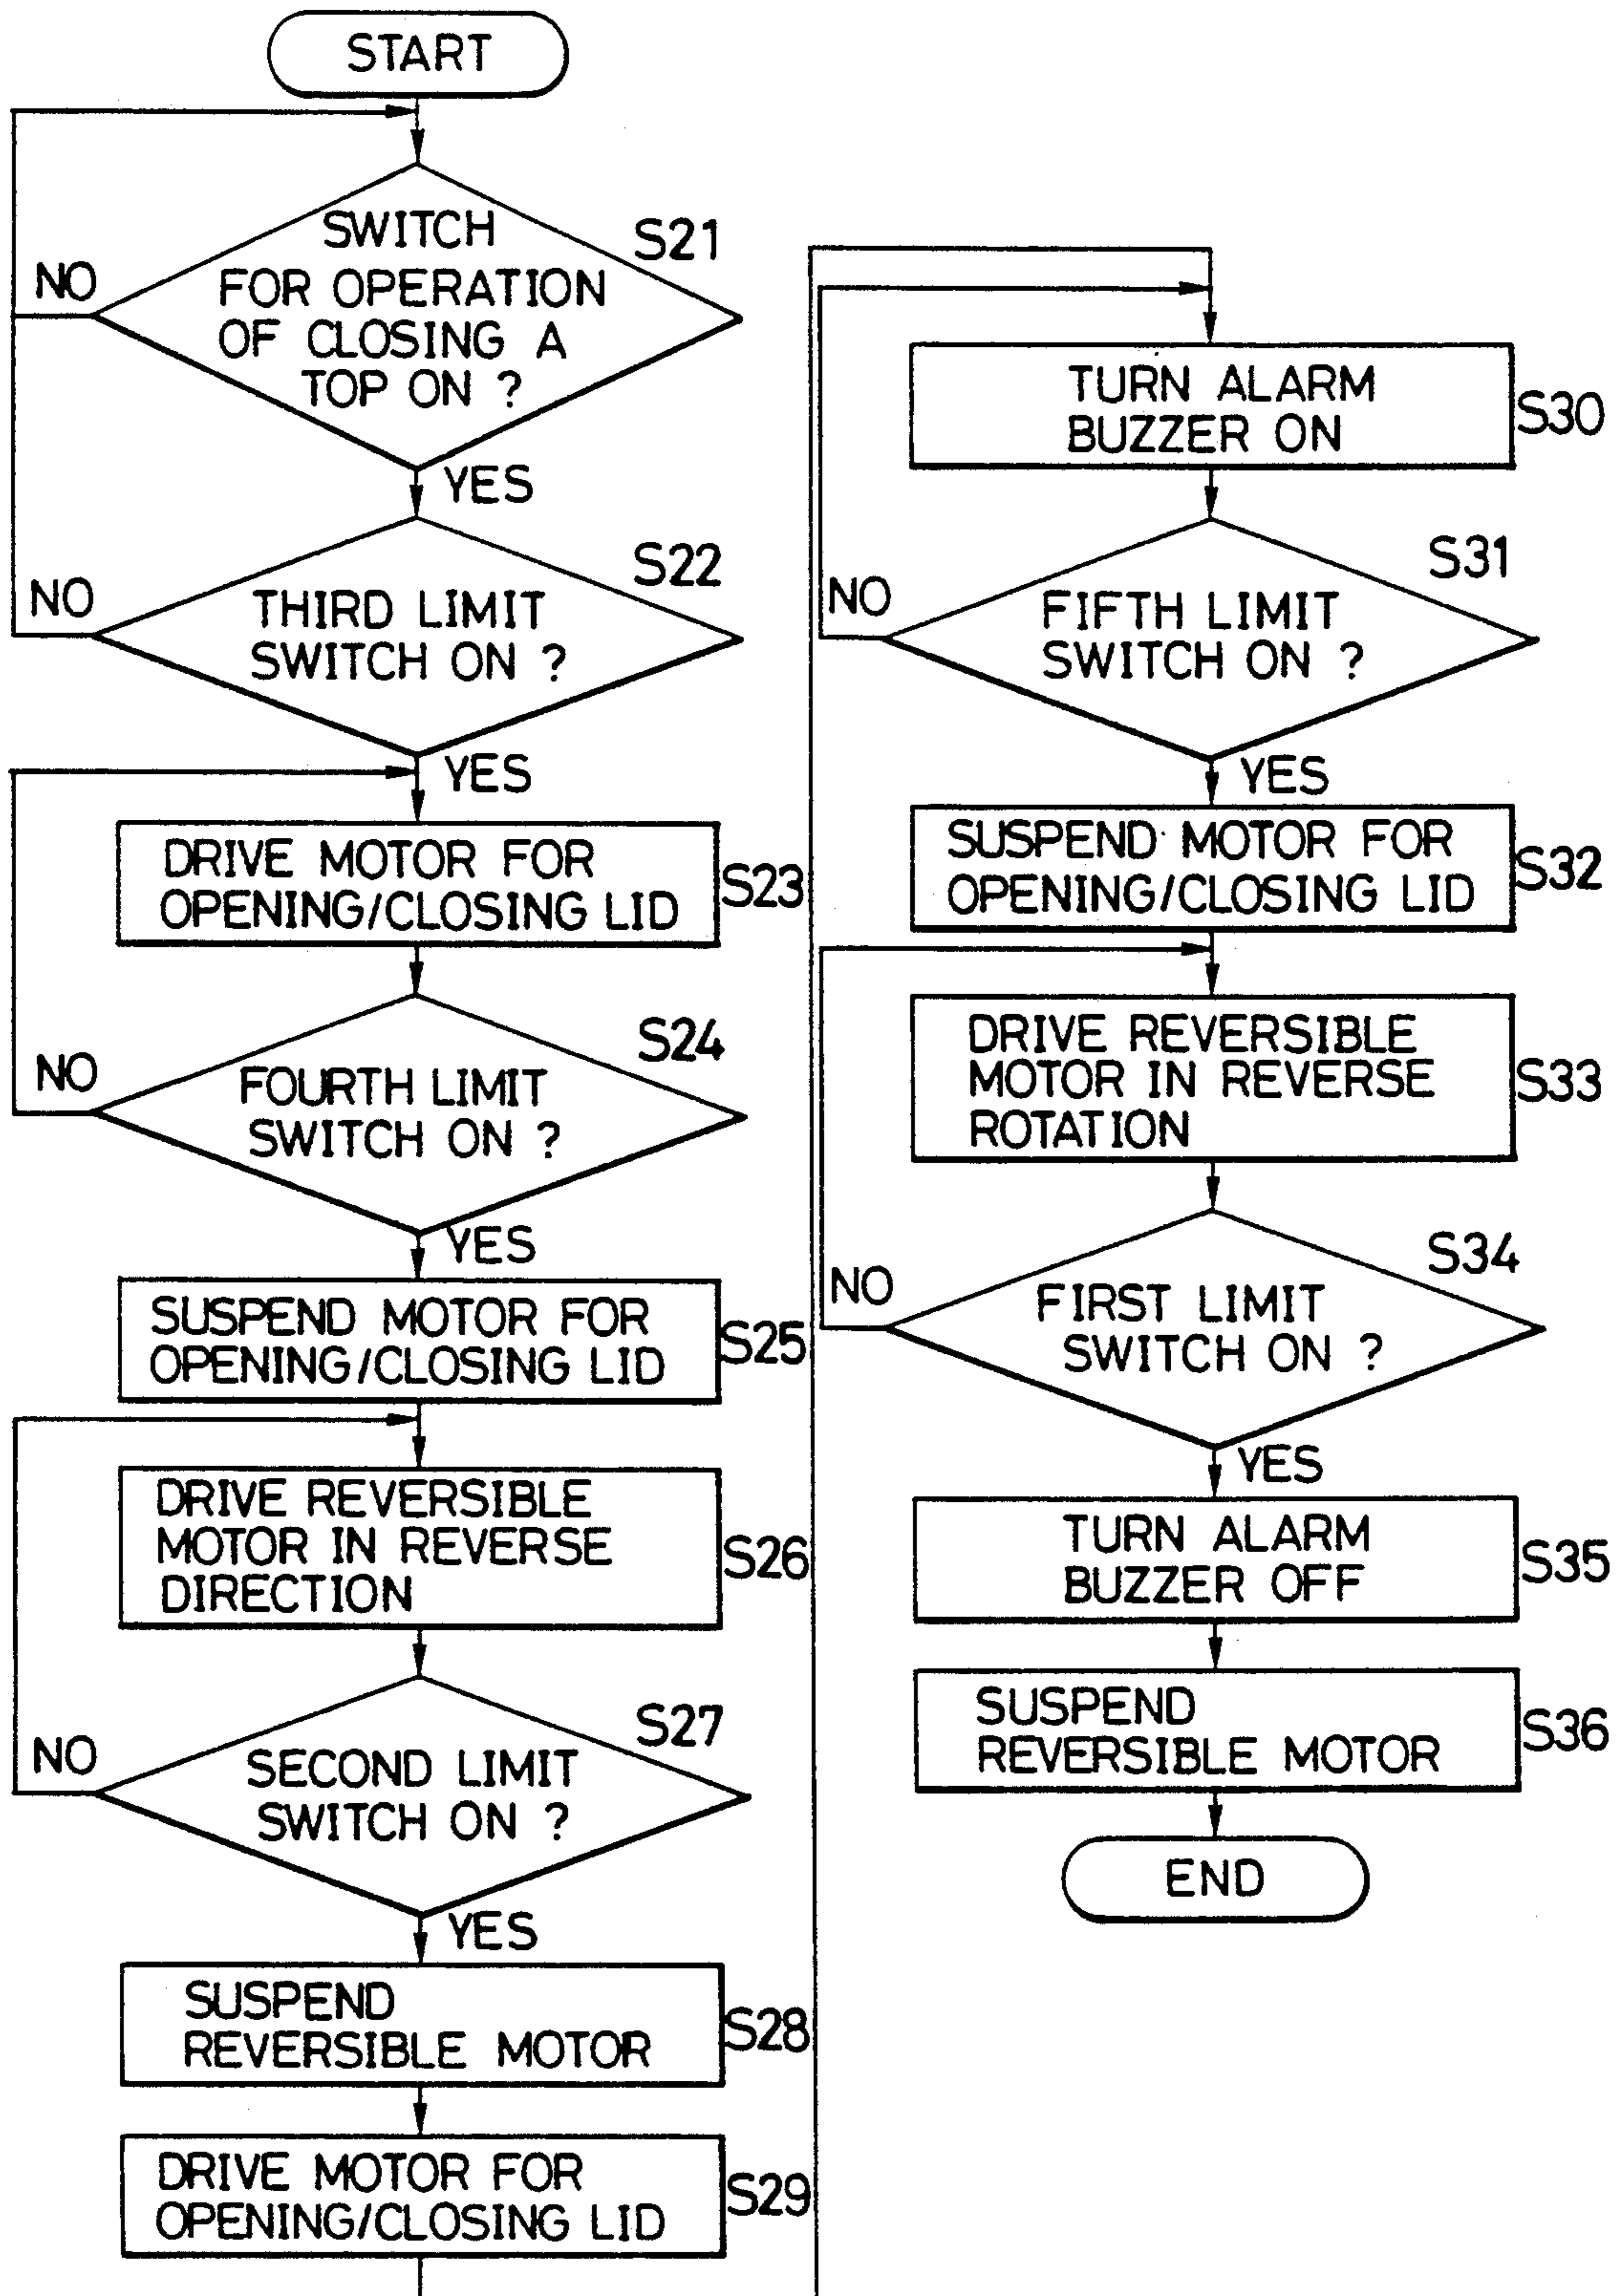 START
SWITCH
FOR OPERATION
OF CLOSING A
TOP ON ?
S21
NO
YES
THIRD LIMIT
SWITCH ON ?
S22
NO
YES
DRIVE MOTOR FOR
OPENING/CLOSING LID
S23
FOURTH LIMIT
SWITCH ON ?
S24
NO
YES
SUSPEND MOTOR FOR
OPENING/CLOSING LID
S25
DRIVE REVERSIBLE
MOTOR IN REVERSE
DIRECTION
S26
SECOND LIMIT
SWITCH ON ?
S27
NO
YES
SUSPEND
REVERSIBLE MOTOR
S28
DRIVE MOTOR FOR
OPENING/CLOSING LID
S29
TURN ALARM
BUZZER ON
S30
FIFTH LIMIT
SWITCH ON ?
S31
NO
YES
SUSPEND MOTOR FOR
OPENING/CLOSING LID
S32
DRIVE REVERSIBLE
MOTOR IN REVERSE
ROTATION
S33
FIRST LIMIT
SWITCH ON ?
S34
NO
YES
TURN ALARM
BUZZER OFF
S35
SUSPEND
REVERSIBLE MOTOR
S36
END